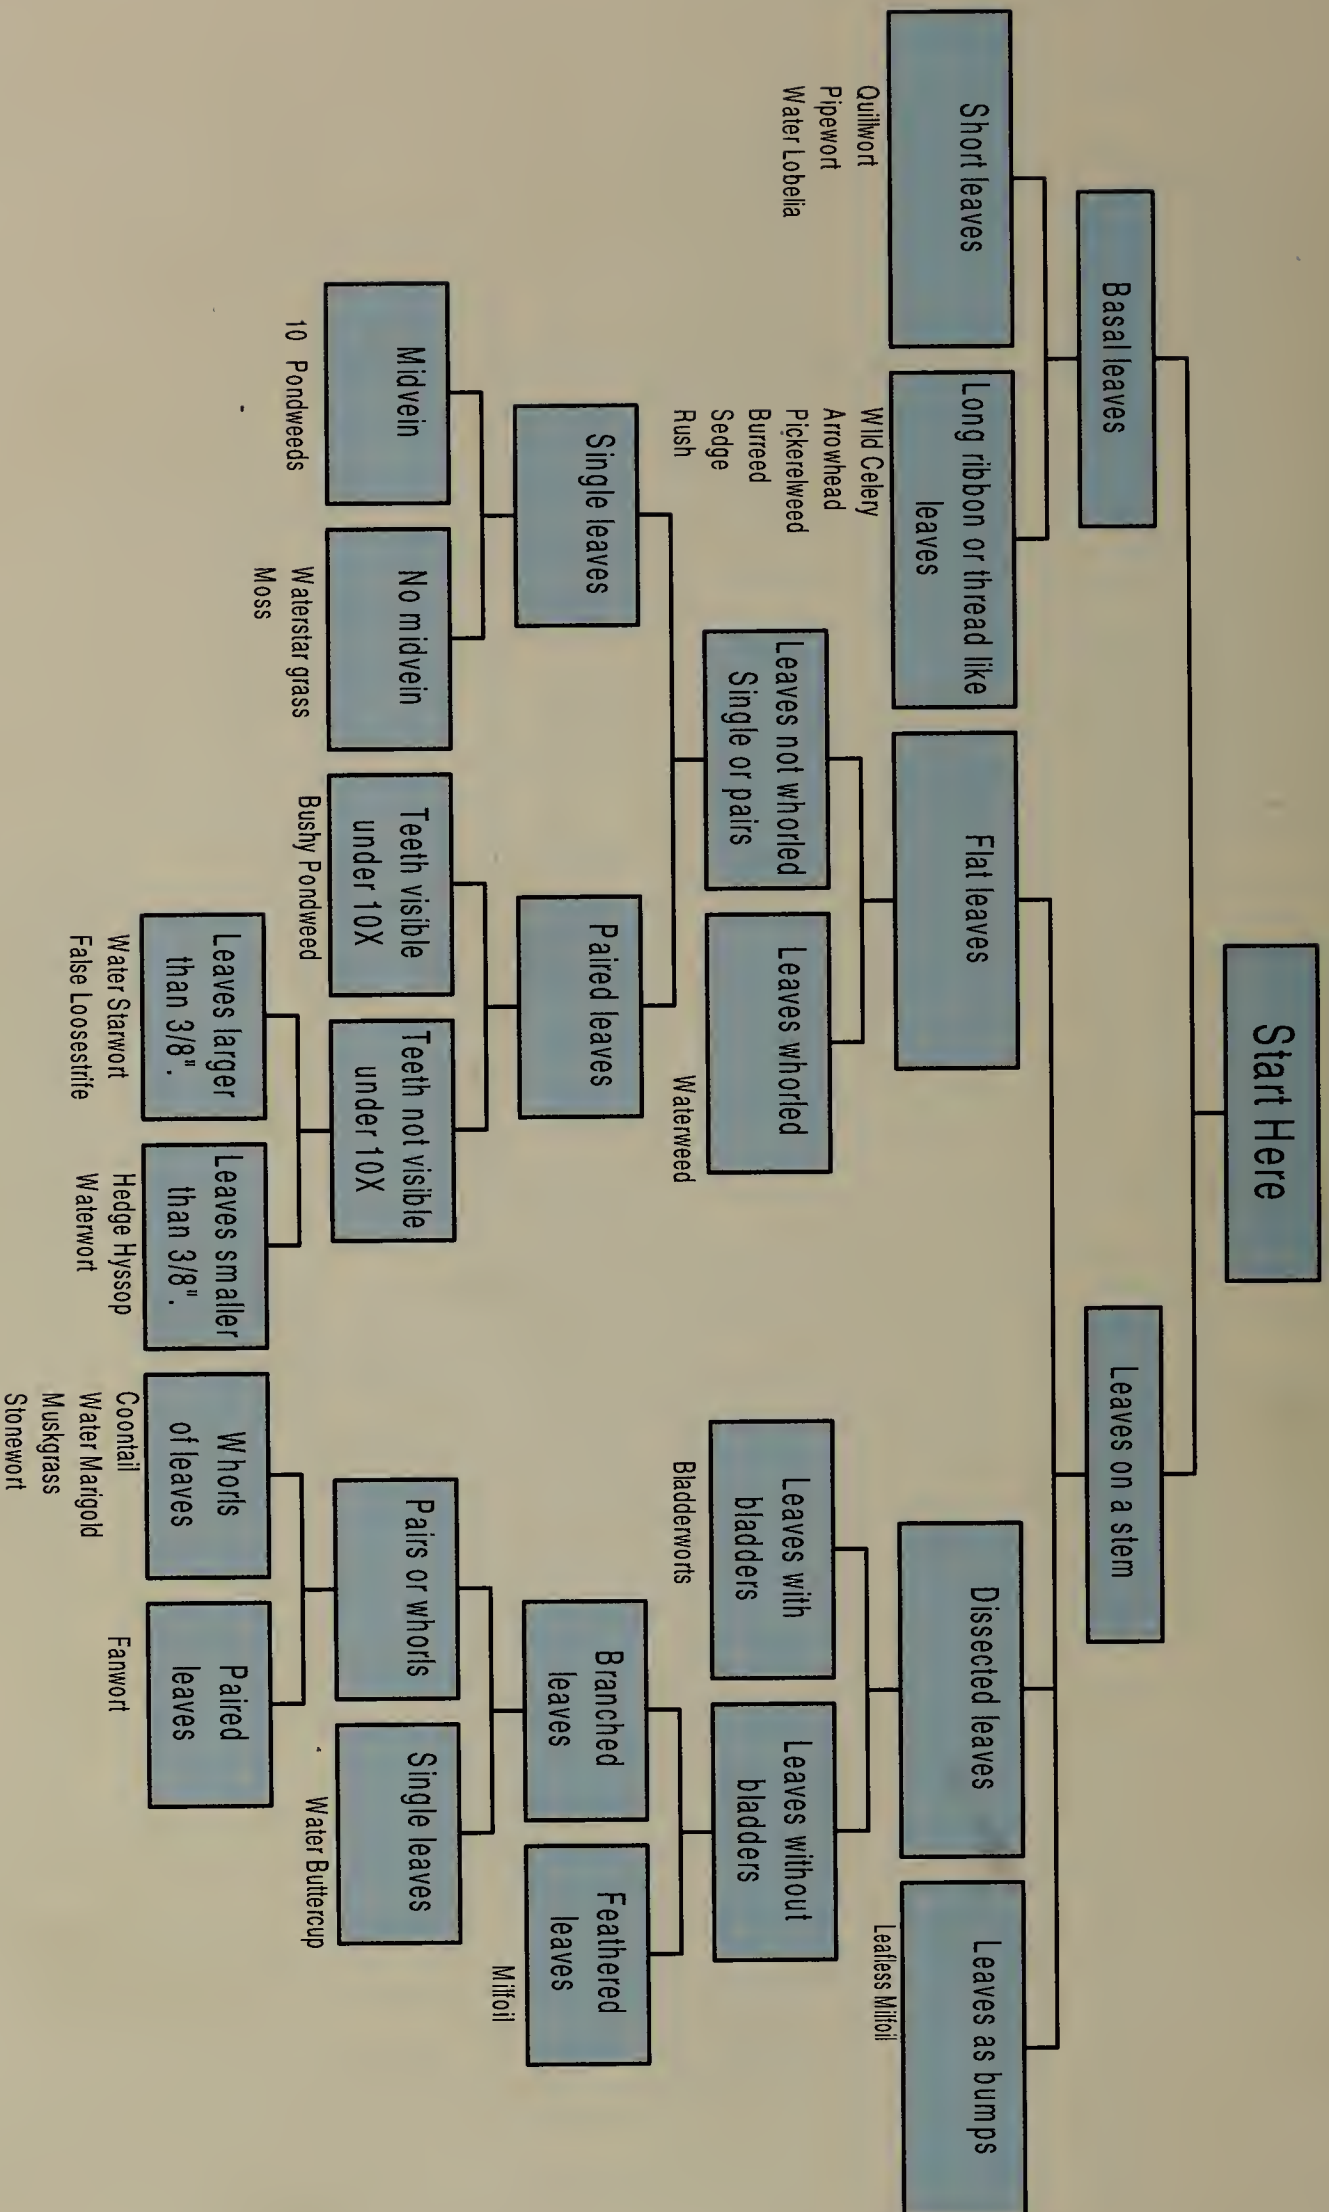 Start Here
Basal leaves
Leaves on a stem
Short leaves
Quillwort
Pipewort
Water Lobelia
Long ribbon or thread like
leaves
Wild Celery
Arrowhead
Pickerelweed
Burreed
Sedge
Rush
Flat leaves
Dissected leaves
Leaves as bumps
Leafless Milfoil
Leaves not whorled
Single or pairs
Leaves whorled
Waterweed
Leaves with
bladders
Bladderworts
Leaves without
bladders
Single leaves
Paired leaves
Branched
leaves
Feathered
leaves
Milfoil
Midvein
10 Pondweeds
No midvein
Waterstar grass
Moss
Teeth visible
under 10X
Bushy Pondweed
Teeth not visible
under 10X
Pairs or whorls
Single leaves
Water Buttercup
Leaves larger
than 3/8".
Water Starwort
False Loosestrife
Leaves smaller
than 3/8".
Hedge Hyssop
Waterwort
Whorls
of leaves
Coontail
Water Marigold
Muskgrass
Stonewort
Paired
leaves
Fanwort